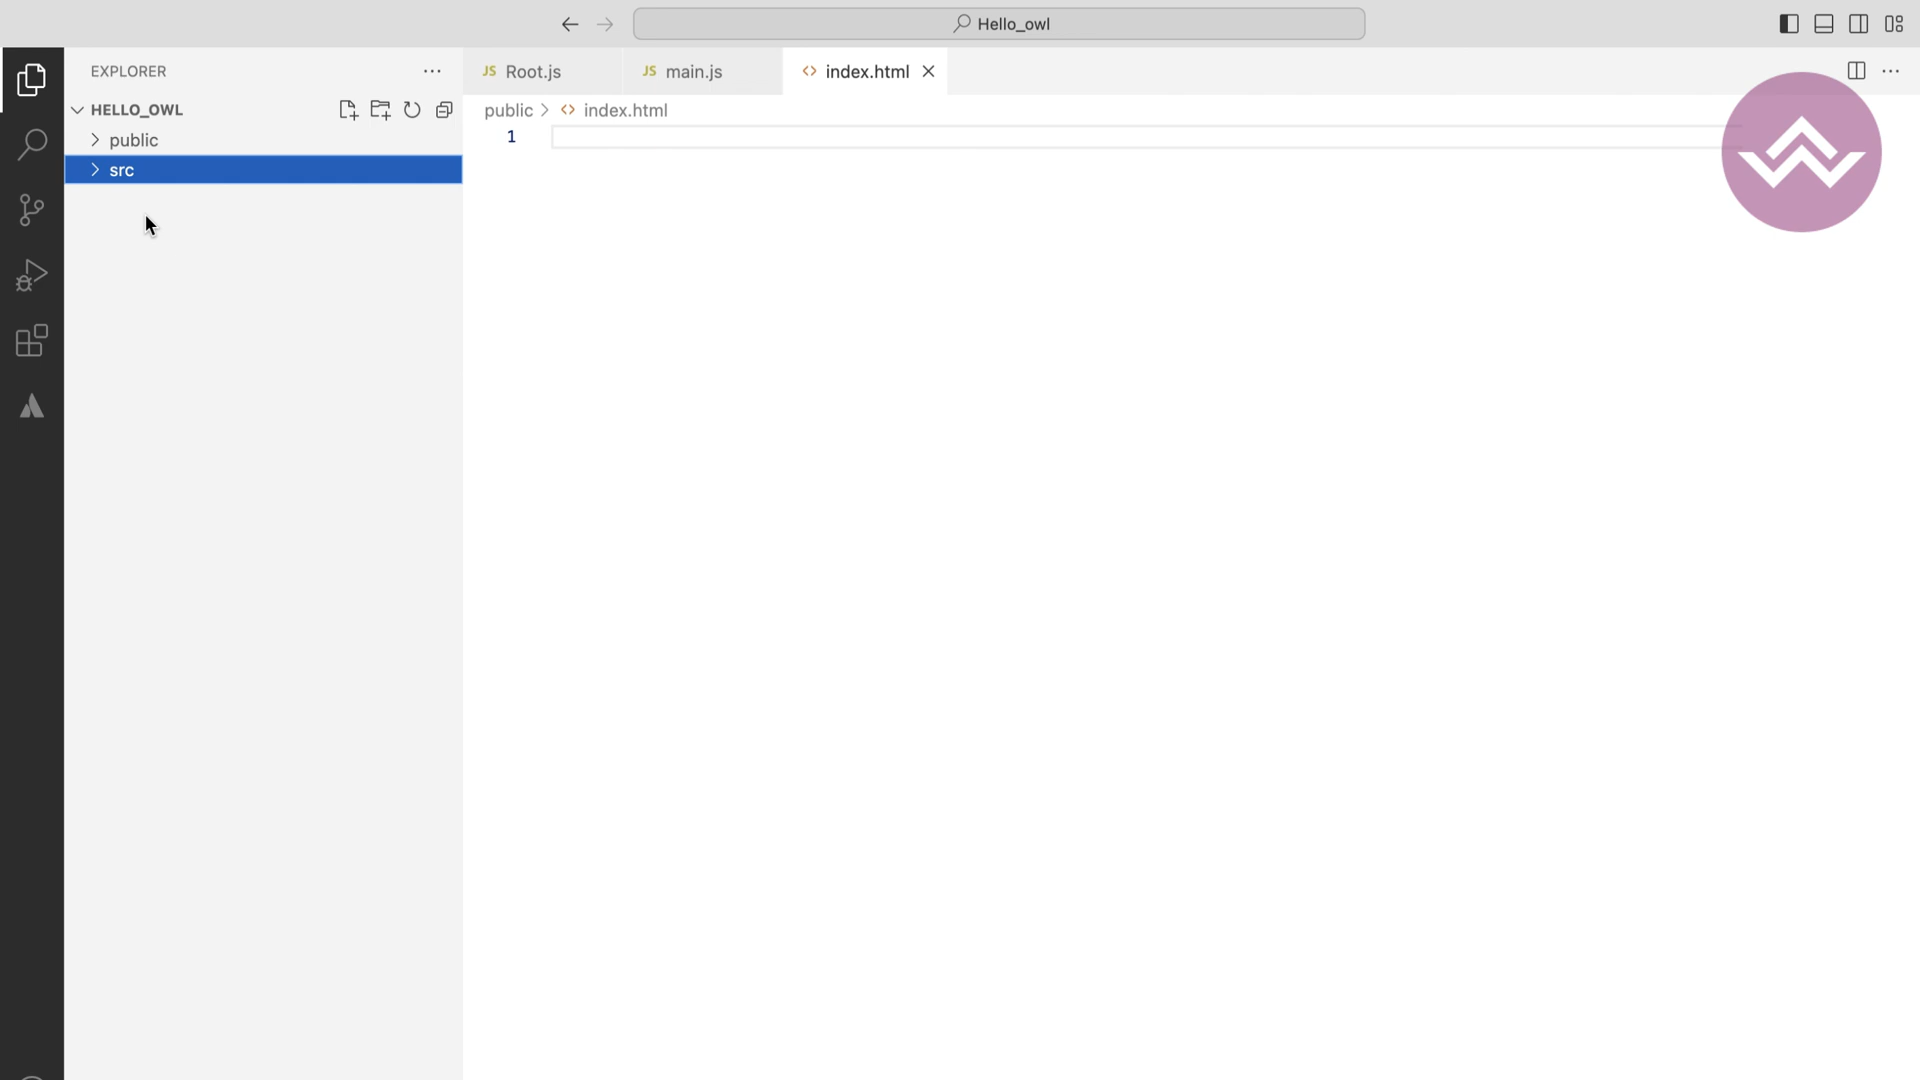 Hello_owl
EXPLORER
JS Root.js
JS main.js
index.html
HELLO_OWL
public > index.html
public
1
src